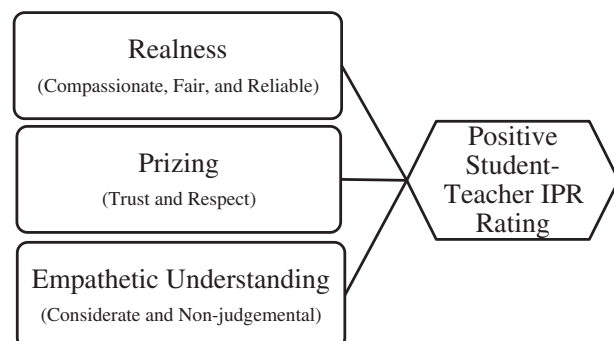 Realness
(Compassionate, Fair, and Reliable)
Prizing
(Trust and Respect)
Empathetic Understanding
(Considerate and Non-judgemental)
Positive
Student-
Teacher IPR
Rating